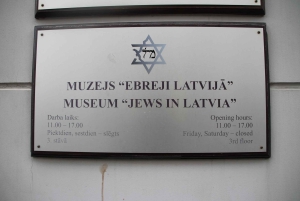 MUZEJS “EBREJI LATVIJĀ”
MUSEUM “JEWS IN LATVIA”
Darba laiks:
11.00 – 17.00
Piektdien, sestdien – slēgts
3. stāvā
Opening hours:
11.00 – 17.00
Friday, Saturday – closed
3rd floor